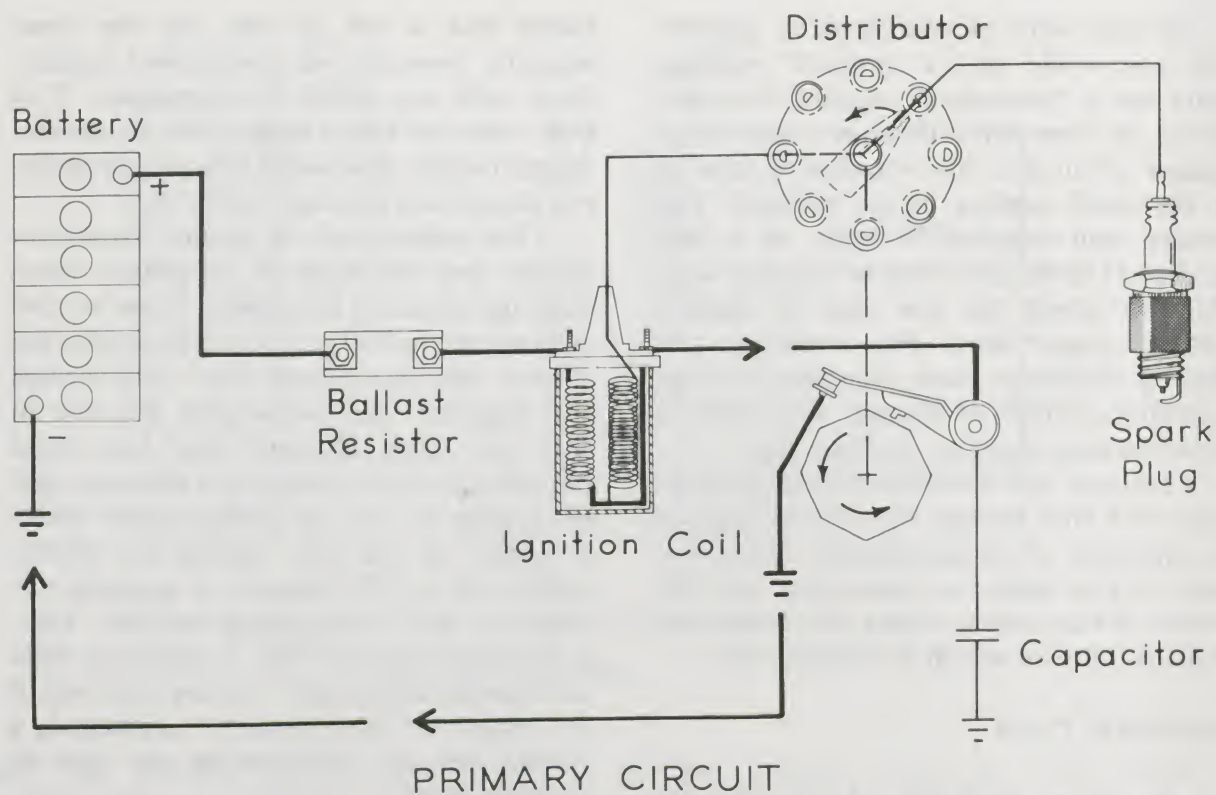 Distributor
Battery
+
−
Ballast
Resistor
Ignition Coil
Spark
Plug
Capacitor
PRIMARY CIRCUIT